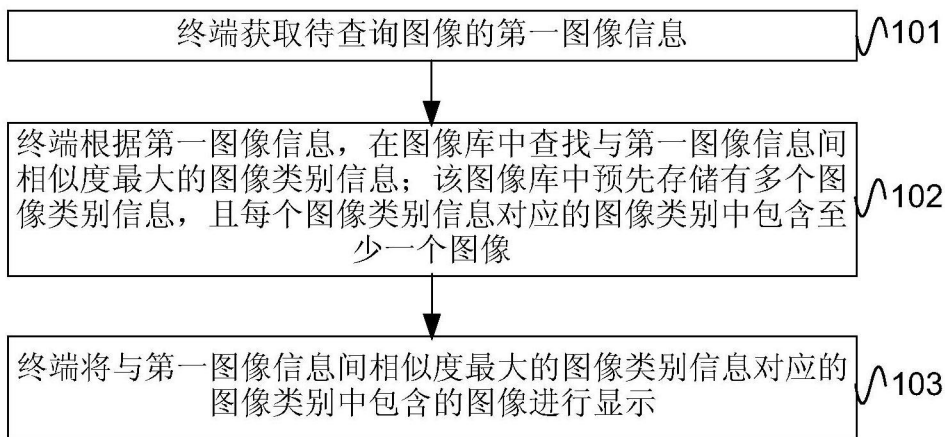 终端获取待查询图像的第一图像信息
101
终端根据第一图像信息，在图像库中查找与第一图像信息间
相似度最大的图像类别信息；该图像库中预先存储有多个图
像类别信息，且每个图像类别信息对应的图像类别中包含至
少一个图像
102
终端将与第一图像信息间相似度最大的图像类别信息对应的
图像类别中包含的图像进行显示
103